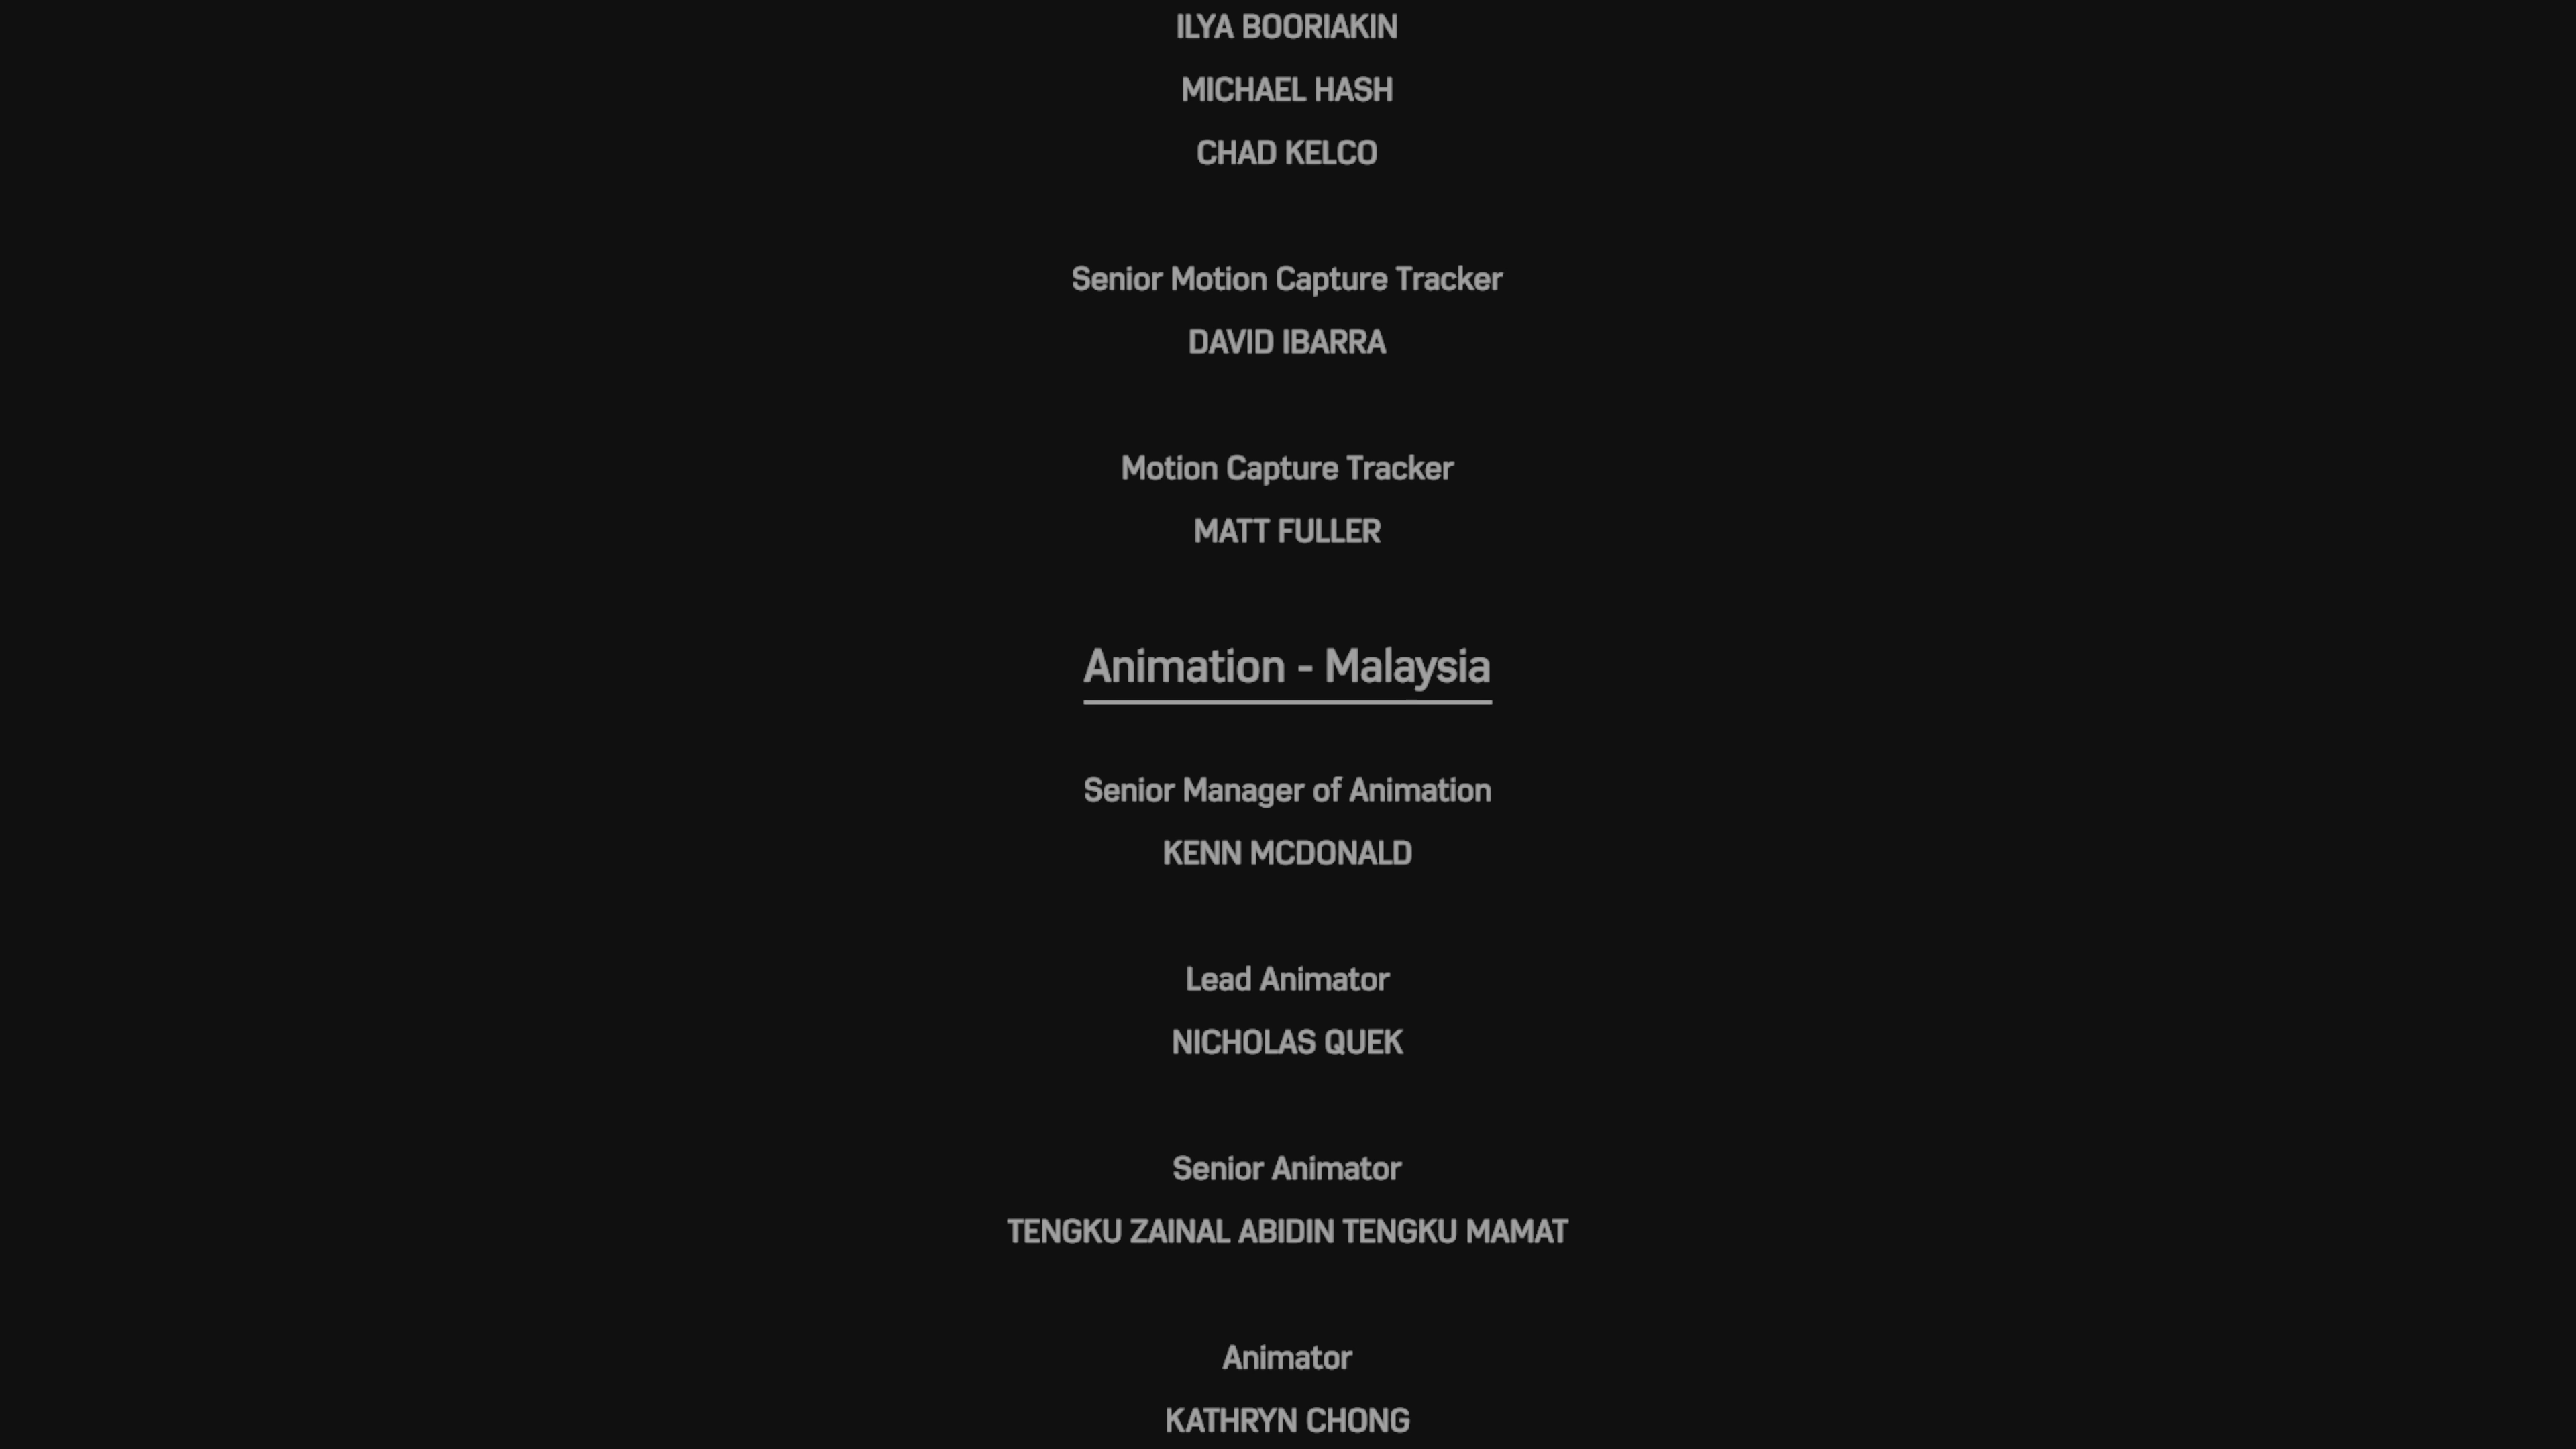 ILYA BOORIAKIN
MICHAEL HASH
CHAD KELCO
Senior Motion Capture Tracker
DAVID IBARRA
Motion Capture Tracker
MATT FULLER
Animation - Malaysia
Senior Manager of Animation
KENN MCDONALD
Lead Animator
NICHOLAS QUEK
Senior Animator
TENGKU ZAINAL ABIDIN TENGKU MAMAT
Animator
KATHRYN CHONG